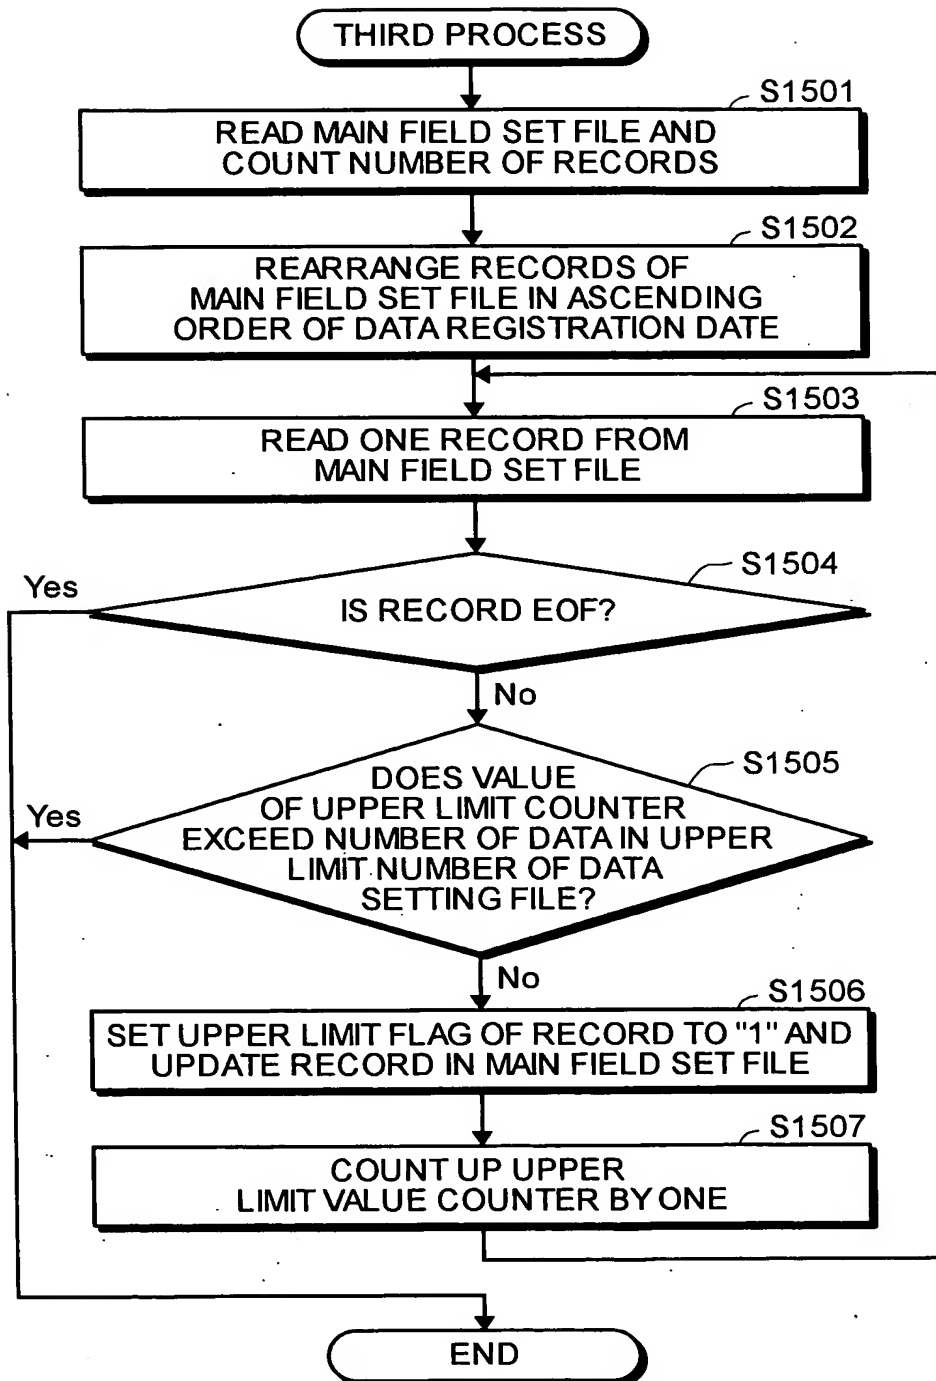 THIRD PROCESS
S1501
READ MAIN FIELD SET FILE AND
COUNT NUMBER OF RECORDS
S1502
REARRANGE RECORDS OF
MAIN FIELD SET FILE IN ASCENDING
ORDER OF DATA REGISTRATION DATE
S1503
READ ONE RECORD FROM
MAIN FIELD SET FILE
S1504
Yes
IS RECORD EOF?
No
S1505
DOES VALUE
OF UPPER LIMIT COUNTER
Yes
EXCEED NUMBER OF DATA IN UPPER
LIMIT NUMBER OF DATA
SETTING FILE?
No
S1506
SET UPPER LIMIT FLAG OF RECORD TO "1" AND
UPDATE RECORD IN MAIN FIELD SET FILE
S1507
COUNT UP UPPER
LIMIT VALUE COUNTER BY ONE
END